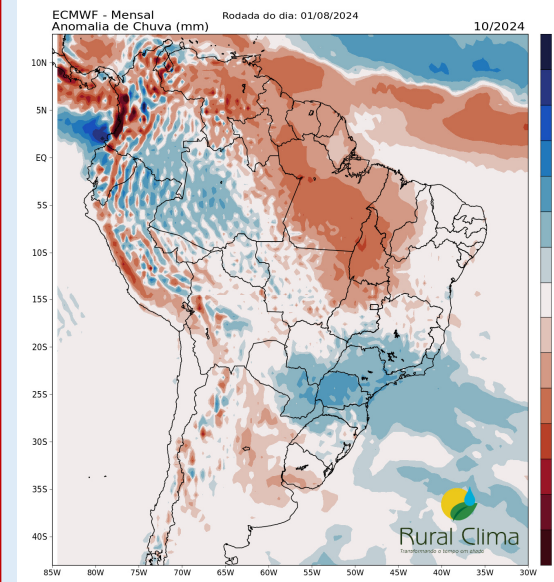 ECMWF - Mensal
Rodada do dia: 01/08/2024
Anomalia de Chuva (mm)
10/2024
10N
5N
EQ
5S
10S
15S
20S
25S
30S
35S
40S
Rural Clima
Transformando o tempo em aliado
85W 80W 75W 70W 65W 60W 55W 50W 45W 40W 35W 30W